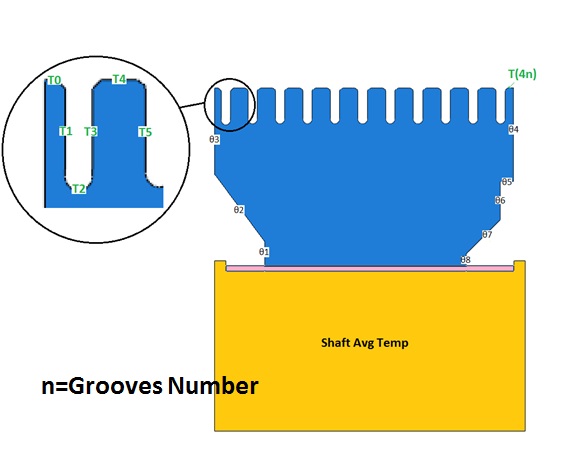 T0
T4
T1
T3
T5
T2
T(4n)
θ3
θ4
θ5
θ2
θ6
θ7
θ1
θ8
Shaft Avg Temp
n=Grooves Number